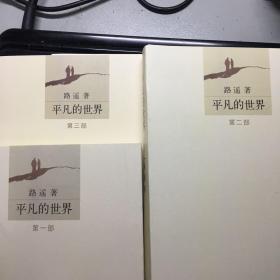 路遥著
平凡的世界
第三部
路遥著
平凡的世界
第二部
路遥著
平凡的世界
第一部